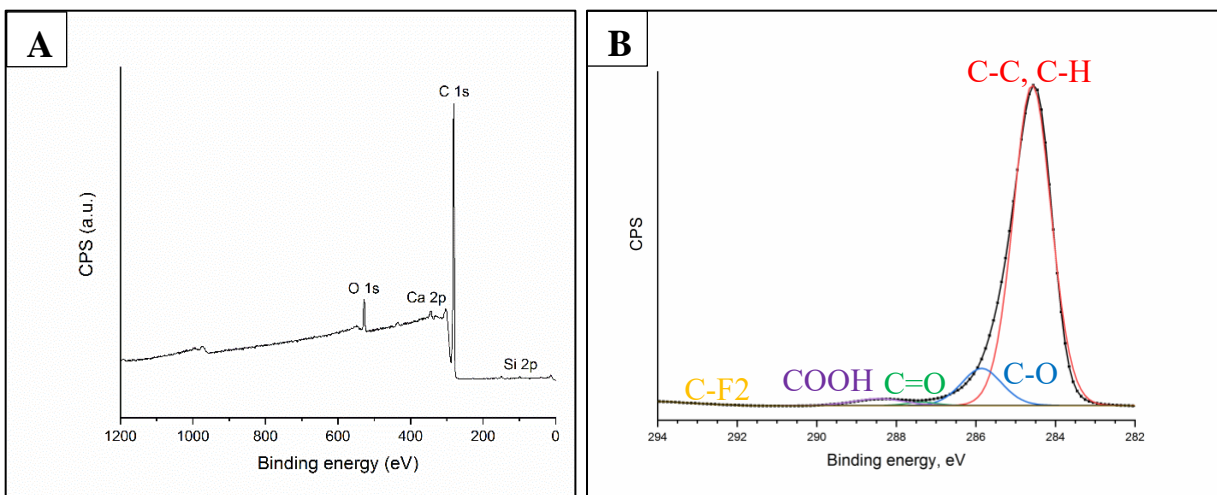 A
C 1s
O 1s
Ca 2p
Si 2p
CPS (a.u.)
1200 1000 800 600 400 200 0
Binding energy (eV)
B
C-C, C-H
C-F2
COOH
C=O
C-O
CPS
294 292 290 288 286 284 282
Binding energy, eV